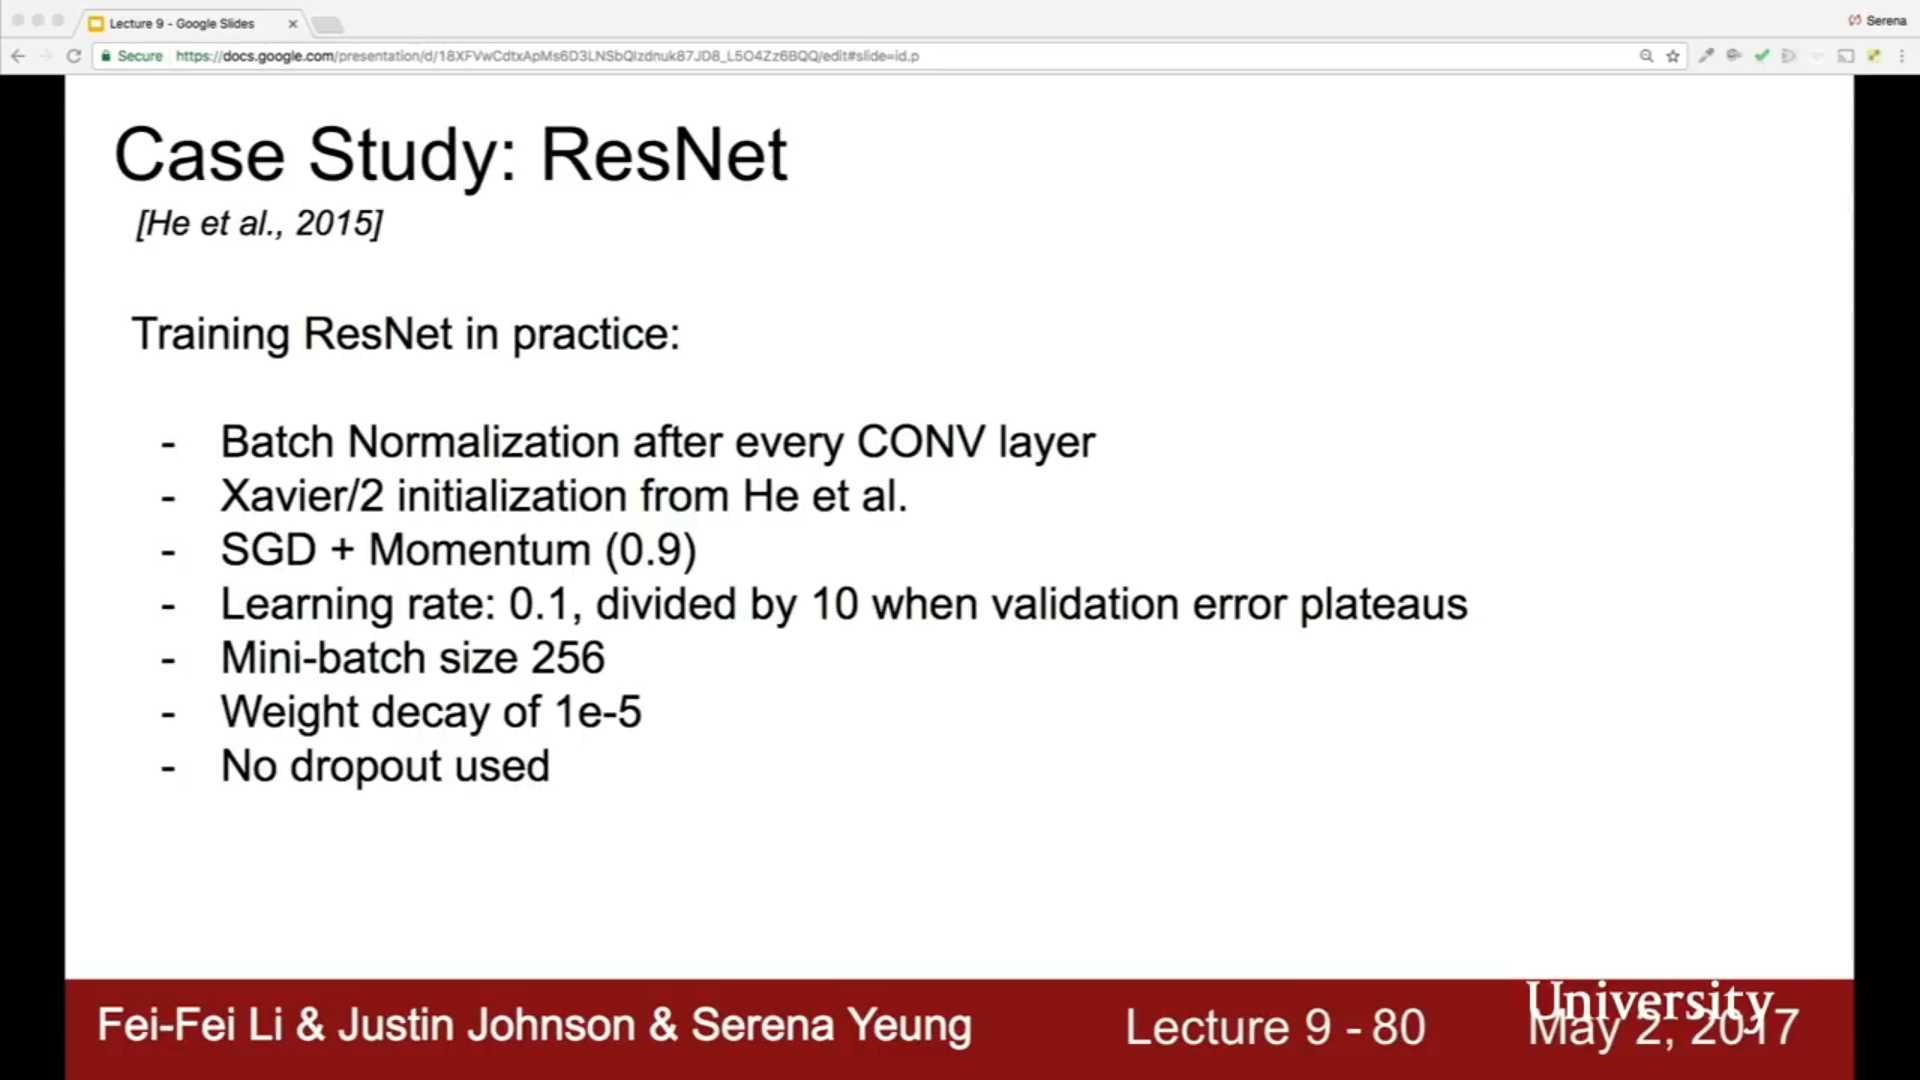 Lecture 9 - Google Slides
Serena
Secure https://docs.google.com/presentation/d/18XFVwCdtxApMs6D3LNSbQIzdnuk87JD8_L5O4Zz6BQQ/edit#slide=id.p
Case Study: ResNet
[He et al., 2015]
Training ResNet in practice:
- Batch Normalization after every CONV layer
- Xavier/2 initialization from He et al.
- SGD + Momentum (0.9)
- Learning rate: 0.1, divided by 10 when validation error plateaus
- Mini-batch size 256
- Weight decay of 1e-5
- No dropout used
University
Fei-Fei Li & Justin Johnson & Serena Yeung Lecture 9 - 80 May 2, 2017